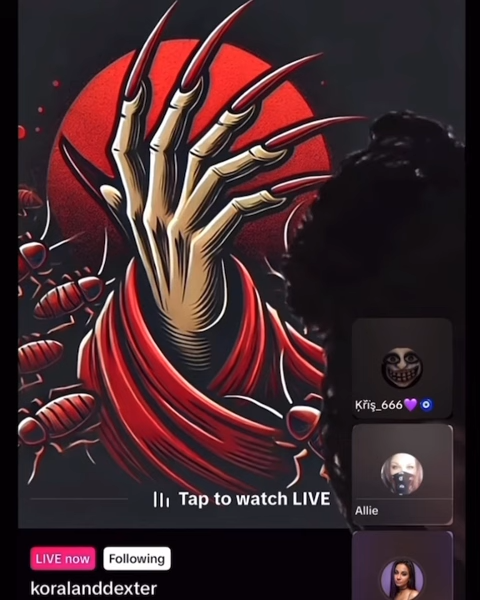 Ķřïş_666💜🧿
Allie
Tap to watch LIVE
LIVE now
Following
koralanddexter